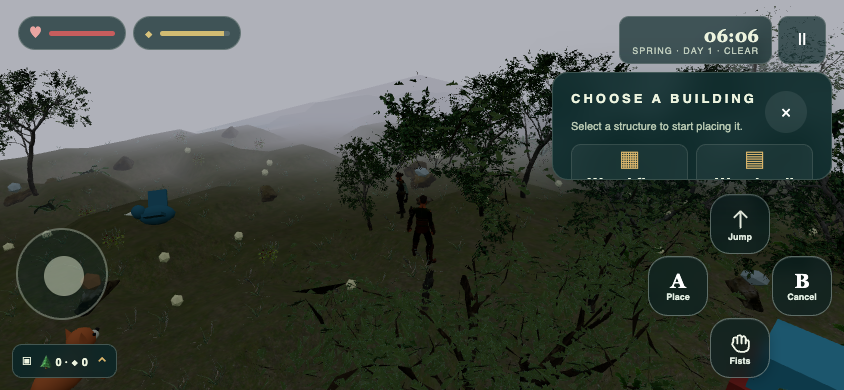 06:06
SPRING · DAY 1 · CLEAR
CHOOSE A BUILDING
Select a structure to start placing it.
Jump
A
Place
B
Cancel
Fists
0 · 0